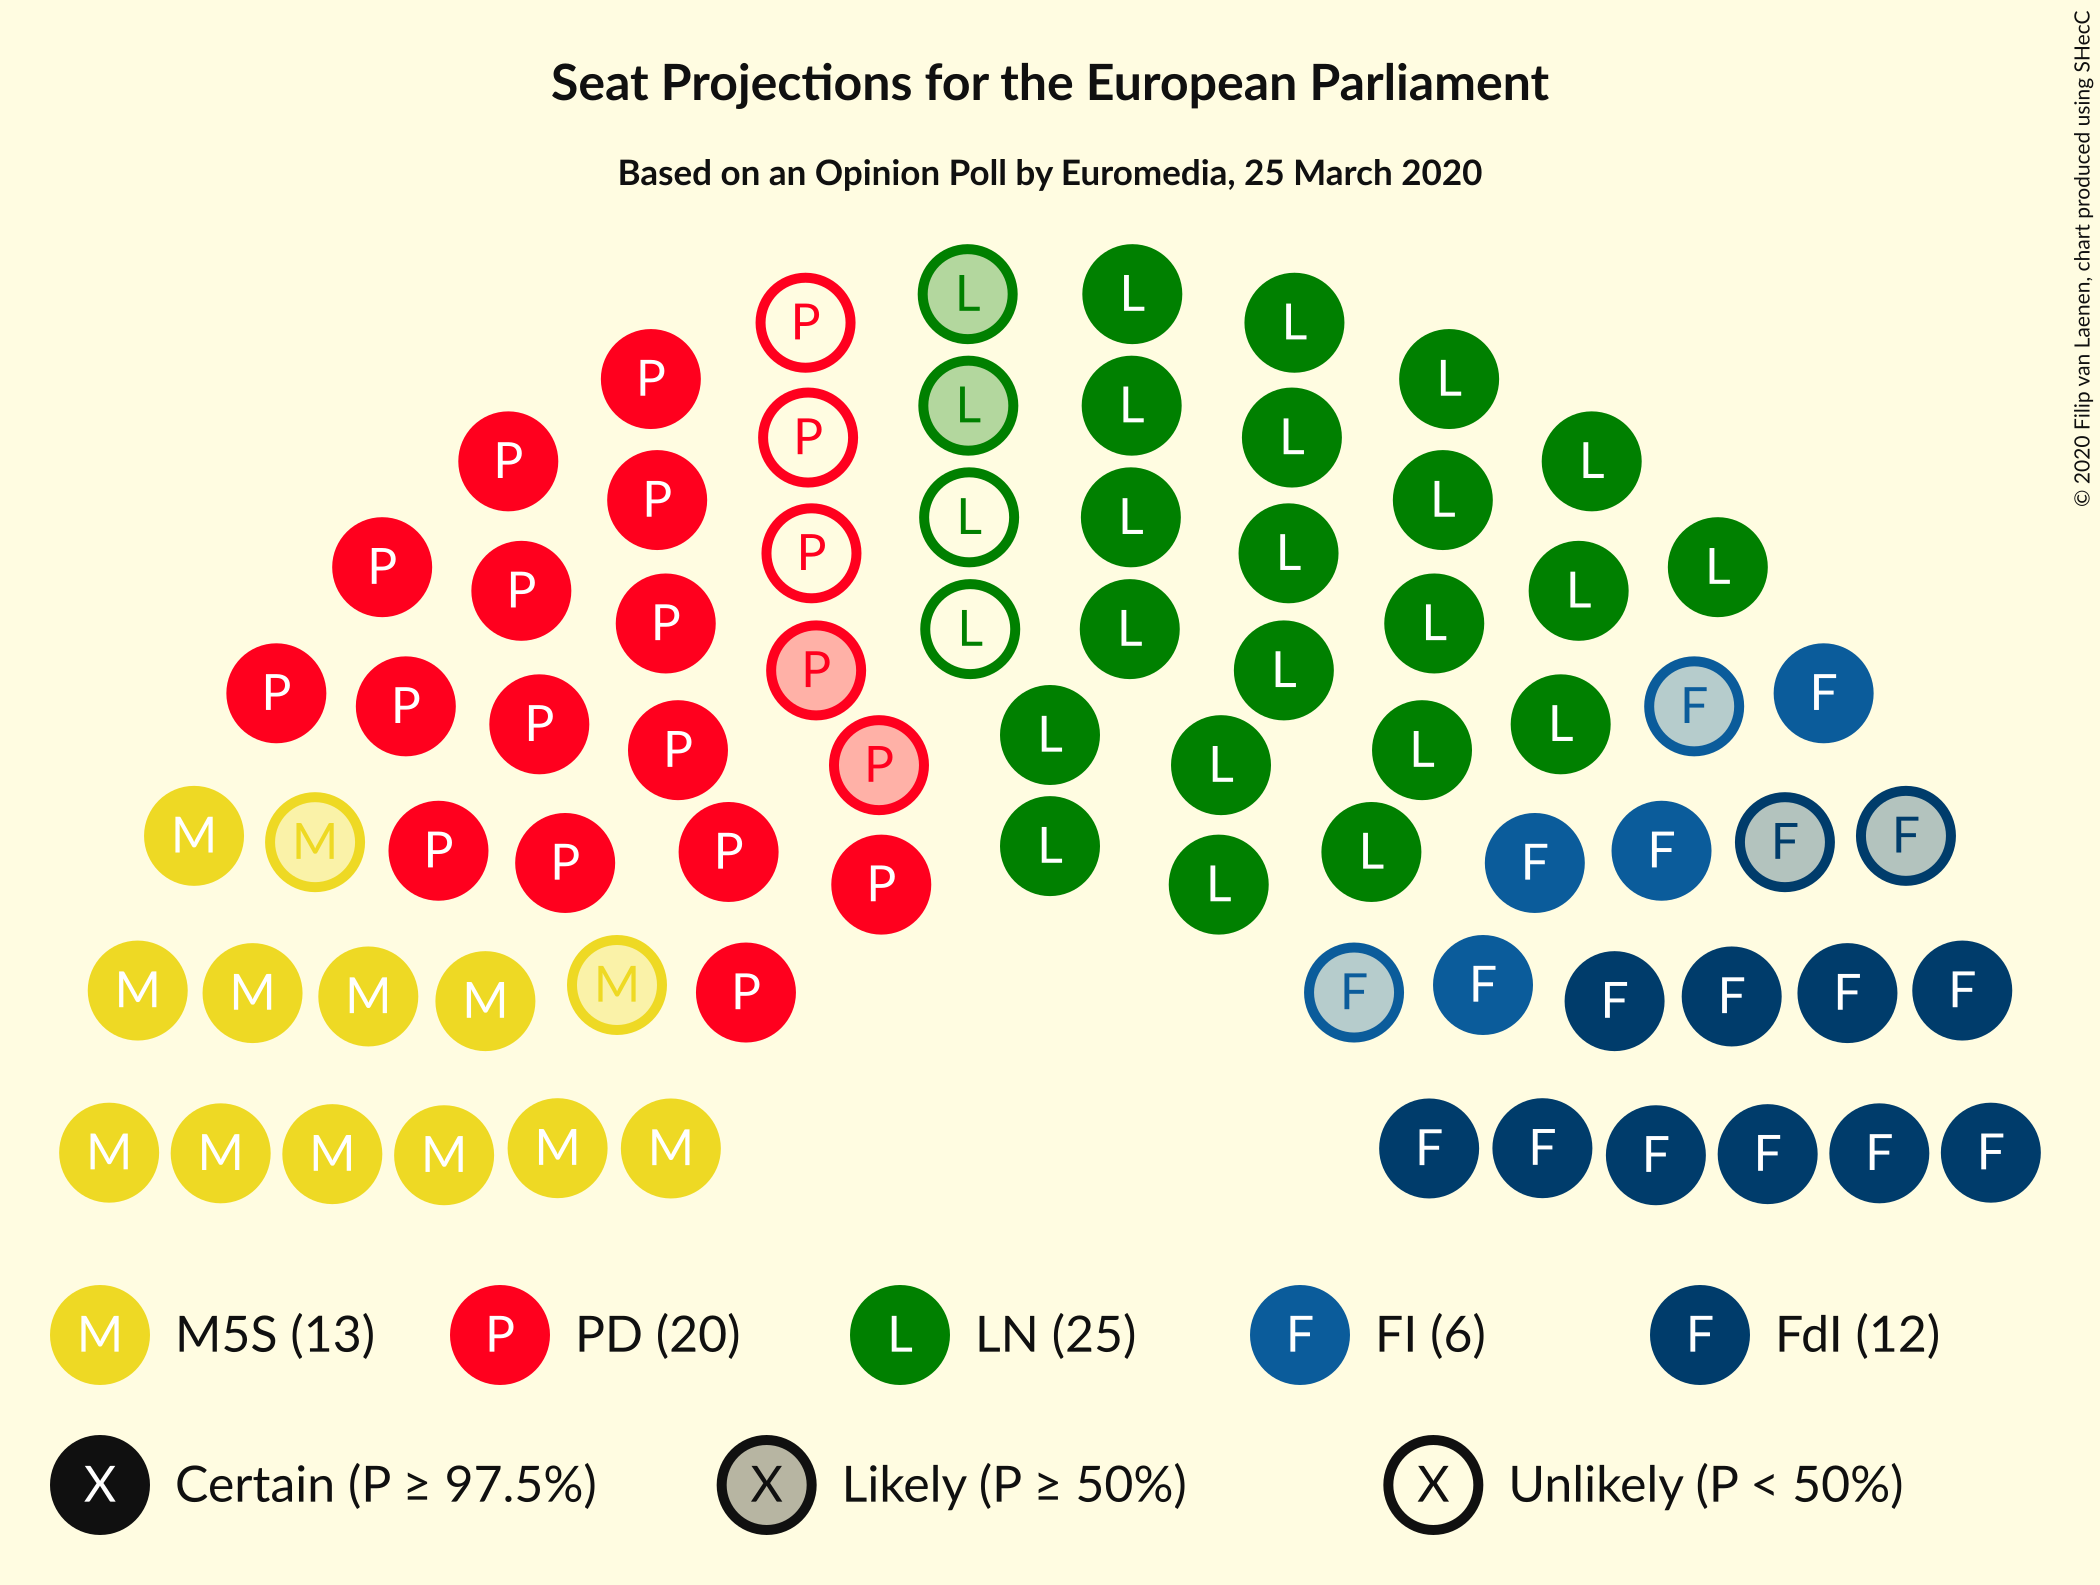 Seat Projections for the European Parliament
Based on an Opinion Poll by Euromedia, 25 March 2020
© 2020 Filip van Laenen, chart produced using SHecC
L L
P L
P L
L L
P L
P L
P L
P L
L L
P L
P L
P L
P L
P L
L L
P L
P F
P F
P L
P L
L
P L
M F
M F
P F
P F
P L
L
P L
M F
M P F F
M F
M F
M F
M F
M M F F
M M F F
M F
M F
M M5S (13) P PD (20) L LN (25) F FI (6) F FdI (12)
X Certain (P ≥ 97.5%) X Likely (P ≥ 50%) X Unlikely (P < 50%)